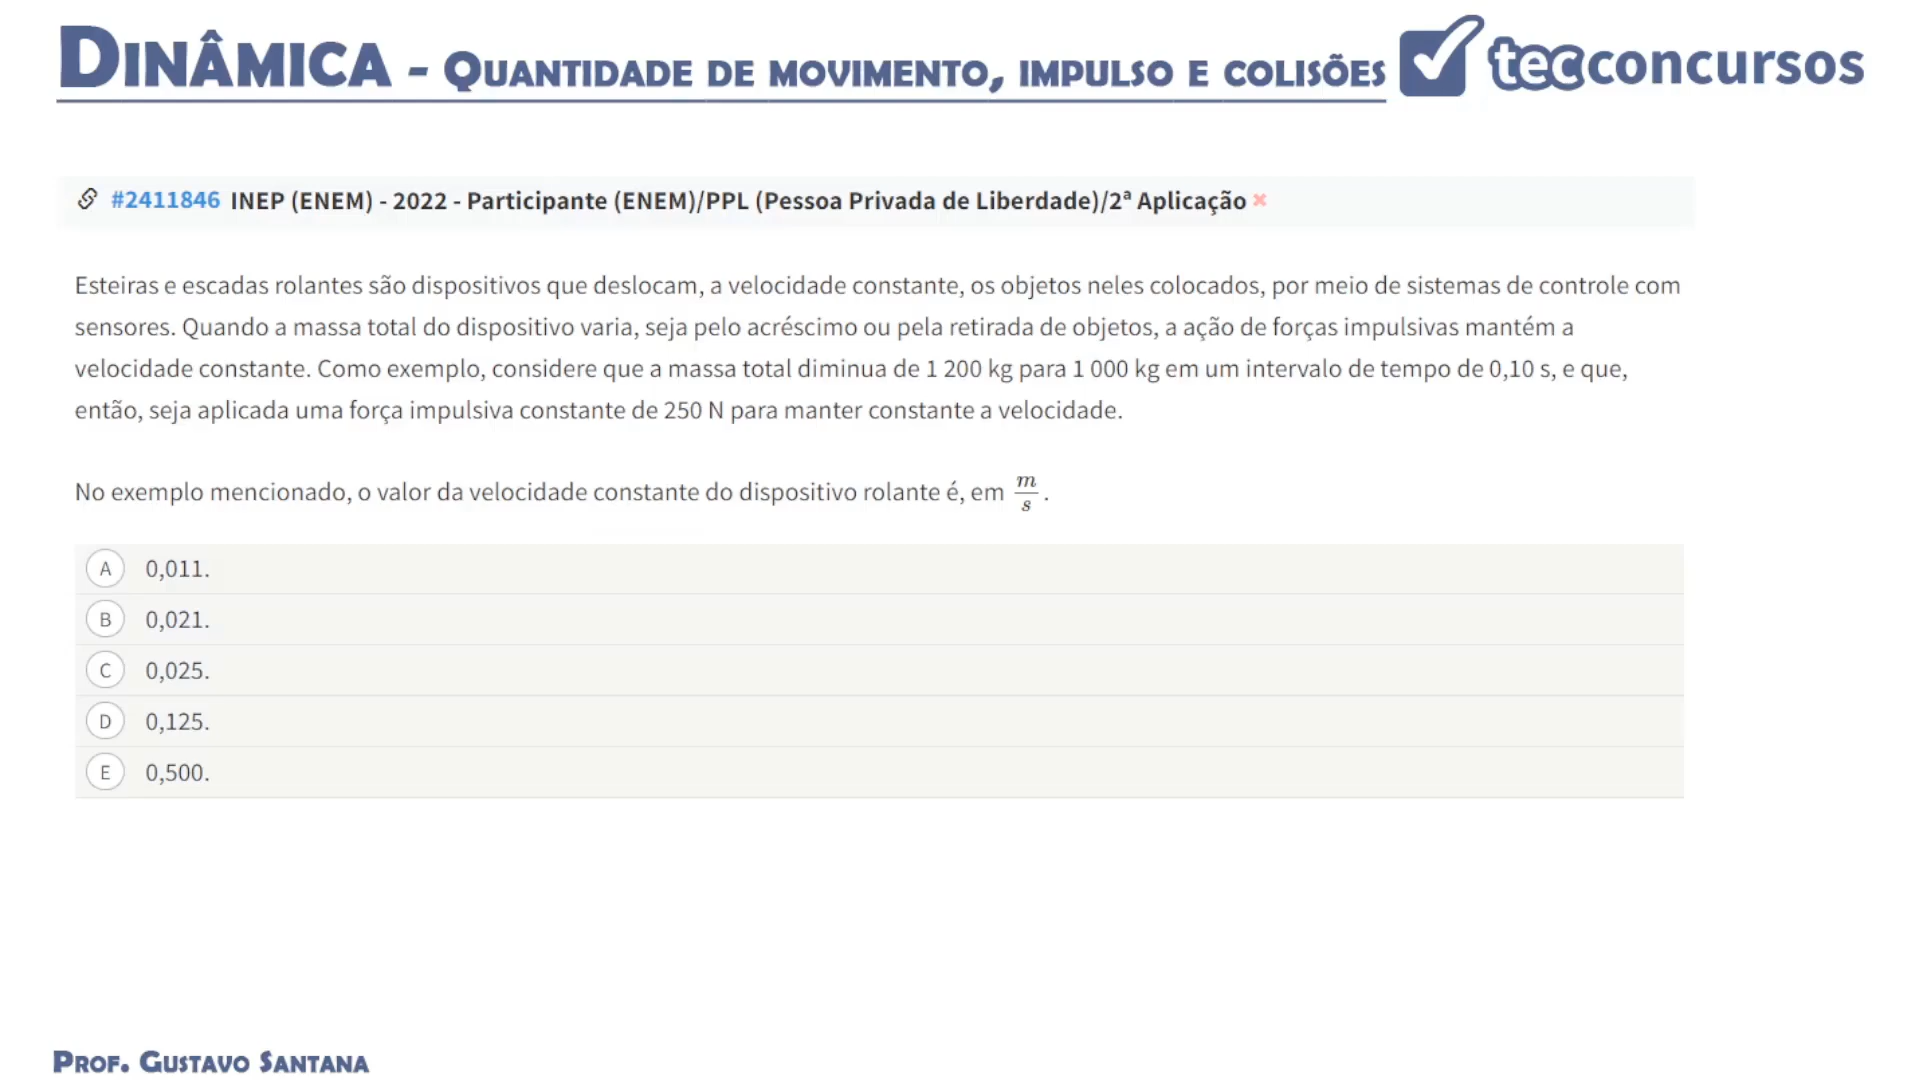 DINÂMICA - QUANTIDADE DE MOVIMENTO, IMPULSO E COLISÕES
tecconcursos
#2411846 INEP (ENEM) - 2022 - Participante (ENEM)/PPL (Pessoa Privada de Liberdade)/2ª Aplicação
Esteiras e escadas rolantes são dispositivos que deslocam, a velocidade constante, os objetos neles colocados, por meio de sistemas de controle com
sensores. Quando a massa total do dispositivo varia, seja pelo acréscimo ou pela retirada de objetos, a ação de forças impulsivas mantém a
velocidade constante. Como exemplo, considere que a massa total diminua de 1 200 kg para 1 000 kg em um intervalo de tempo de 0,10 s, e que,
então, seja aplicada uma força impulsiva constante de 250 N para manter constante a velocidade.
No exemplo mencionado, o valor da velocidade constante do dispositivo rolante é, em m/s.
A 0,011.
B 0,021.
C 0,025.
D 0,125.
E 0,500.
PROF. GUSTAVO SANTANA